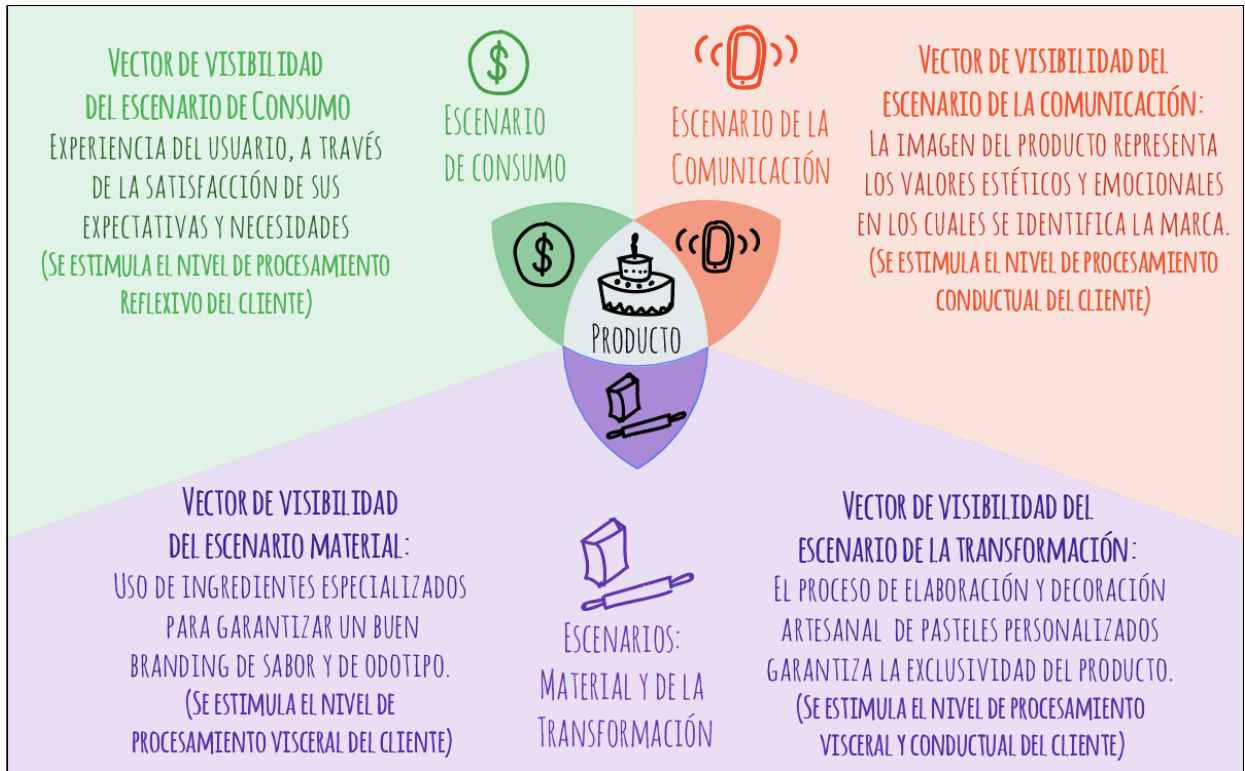 VECTOR DE VISIBILIDAD
DEL ESCENARIO DE CONSUMO
EXPERIENCIA DEL USUARIO, A TRAVÉS
DE LA SATISFACCIÓN DE SUS
EXPECTATIVAS Y NECESIDADES
(SE ESTIMULA EL NIVEL DE PROCESAMIENTO
REFLEXIVO DEL CLIENTE)
$
ESCENARIO
DE CONSUMO
ESCENARIO DE LA
COMUNICACIÓN
VECTOR DE VISIBILIDAD DEL
ESCENARIO DE LA COMUNICACIÓN:
LA IMAGEN DEL PRODUCTO REPRESENTA
LOS VALORES ESTÉTICOS Y EMOCIONALES
EN LOS CUALES SE IDENTIFICA LA MARCA.
(SE ESTIMULA EL NIVEL DE PROCESAMIENTO
CONDUCTUAL DEL CLIENTE)
$
PRODUCTO
VECTOR DE VISIBILIDAD
DEL ESCENARIO MATERIAL:
USO DE INGREDIENTES ESPECIALIZADOS
PARA GARANTIZAR UN BUEN
BRANDING DE SABOR Y DE ODOTIPO.
(SE ESTIMULA EL NIVEL DE
PROCESAMIENTO VISCERAL DEL CLIENTE)
ESCENARIOS:
MATERIAL Y DE LA
TRANSFORMACIÓN
VECTOR DE VISIBILIDAD DEL
ESCENARIO DE LA TRANSFORMACIÓN:
EL PROCESO DE ELABORACIÓN Y DECORACIÓN
ARTESANAL DE PASTELES PERSONALIZADOS
GARANTIZA LA EXCLUSIVIDAD DEL PRODUCTO.
(SE ESTIMULA EL NIVEL DE PROCESAMIENTO
VISCERAL Y CONDUCTUAL DEL CLIENTE)